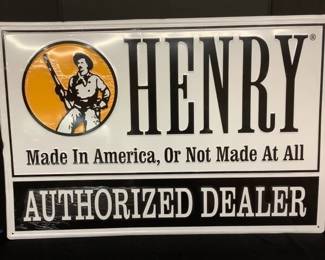 HENRY®
Made In America, Or Not Made At All
AUTHORIZED DEALER